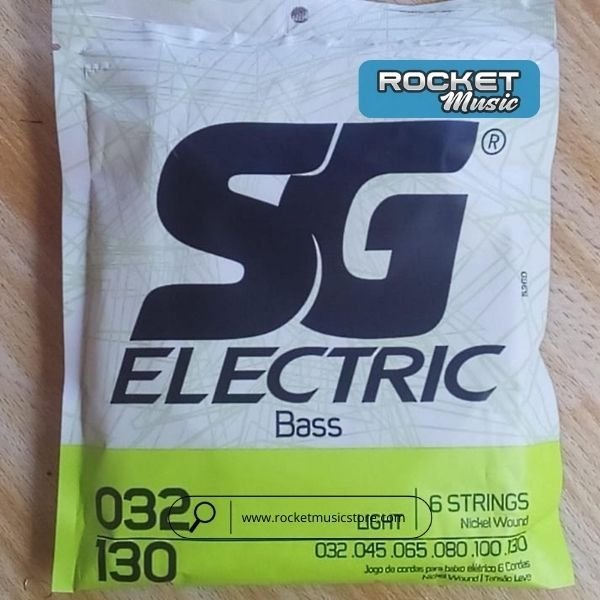 ROCKET
Music
SG®
ELECTRIC
Bass
032
130
LIGHT
6 STRINGS
Nickel Wound
www.rocketmusicstore.com
032 .045 .065 .080 .100 .130
Jogo de cordas para baixo elétrico 6 Cordas
Nickel Wound | Tensão Leve